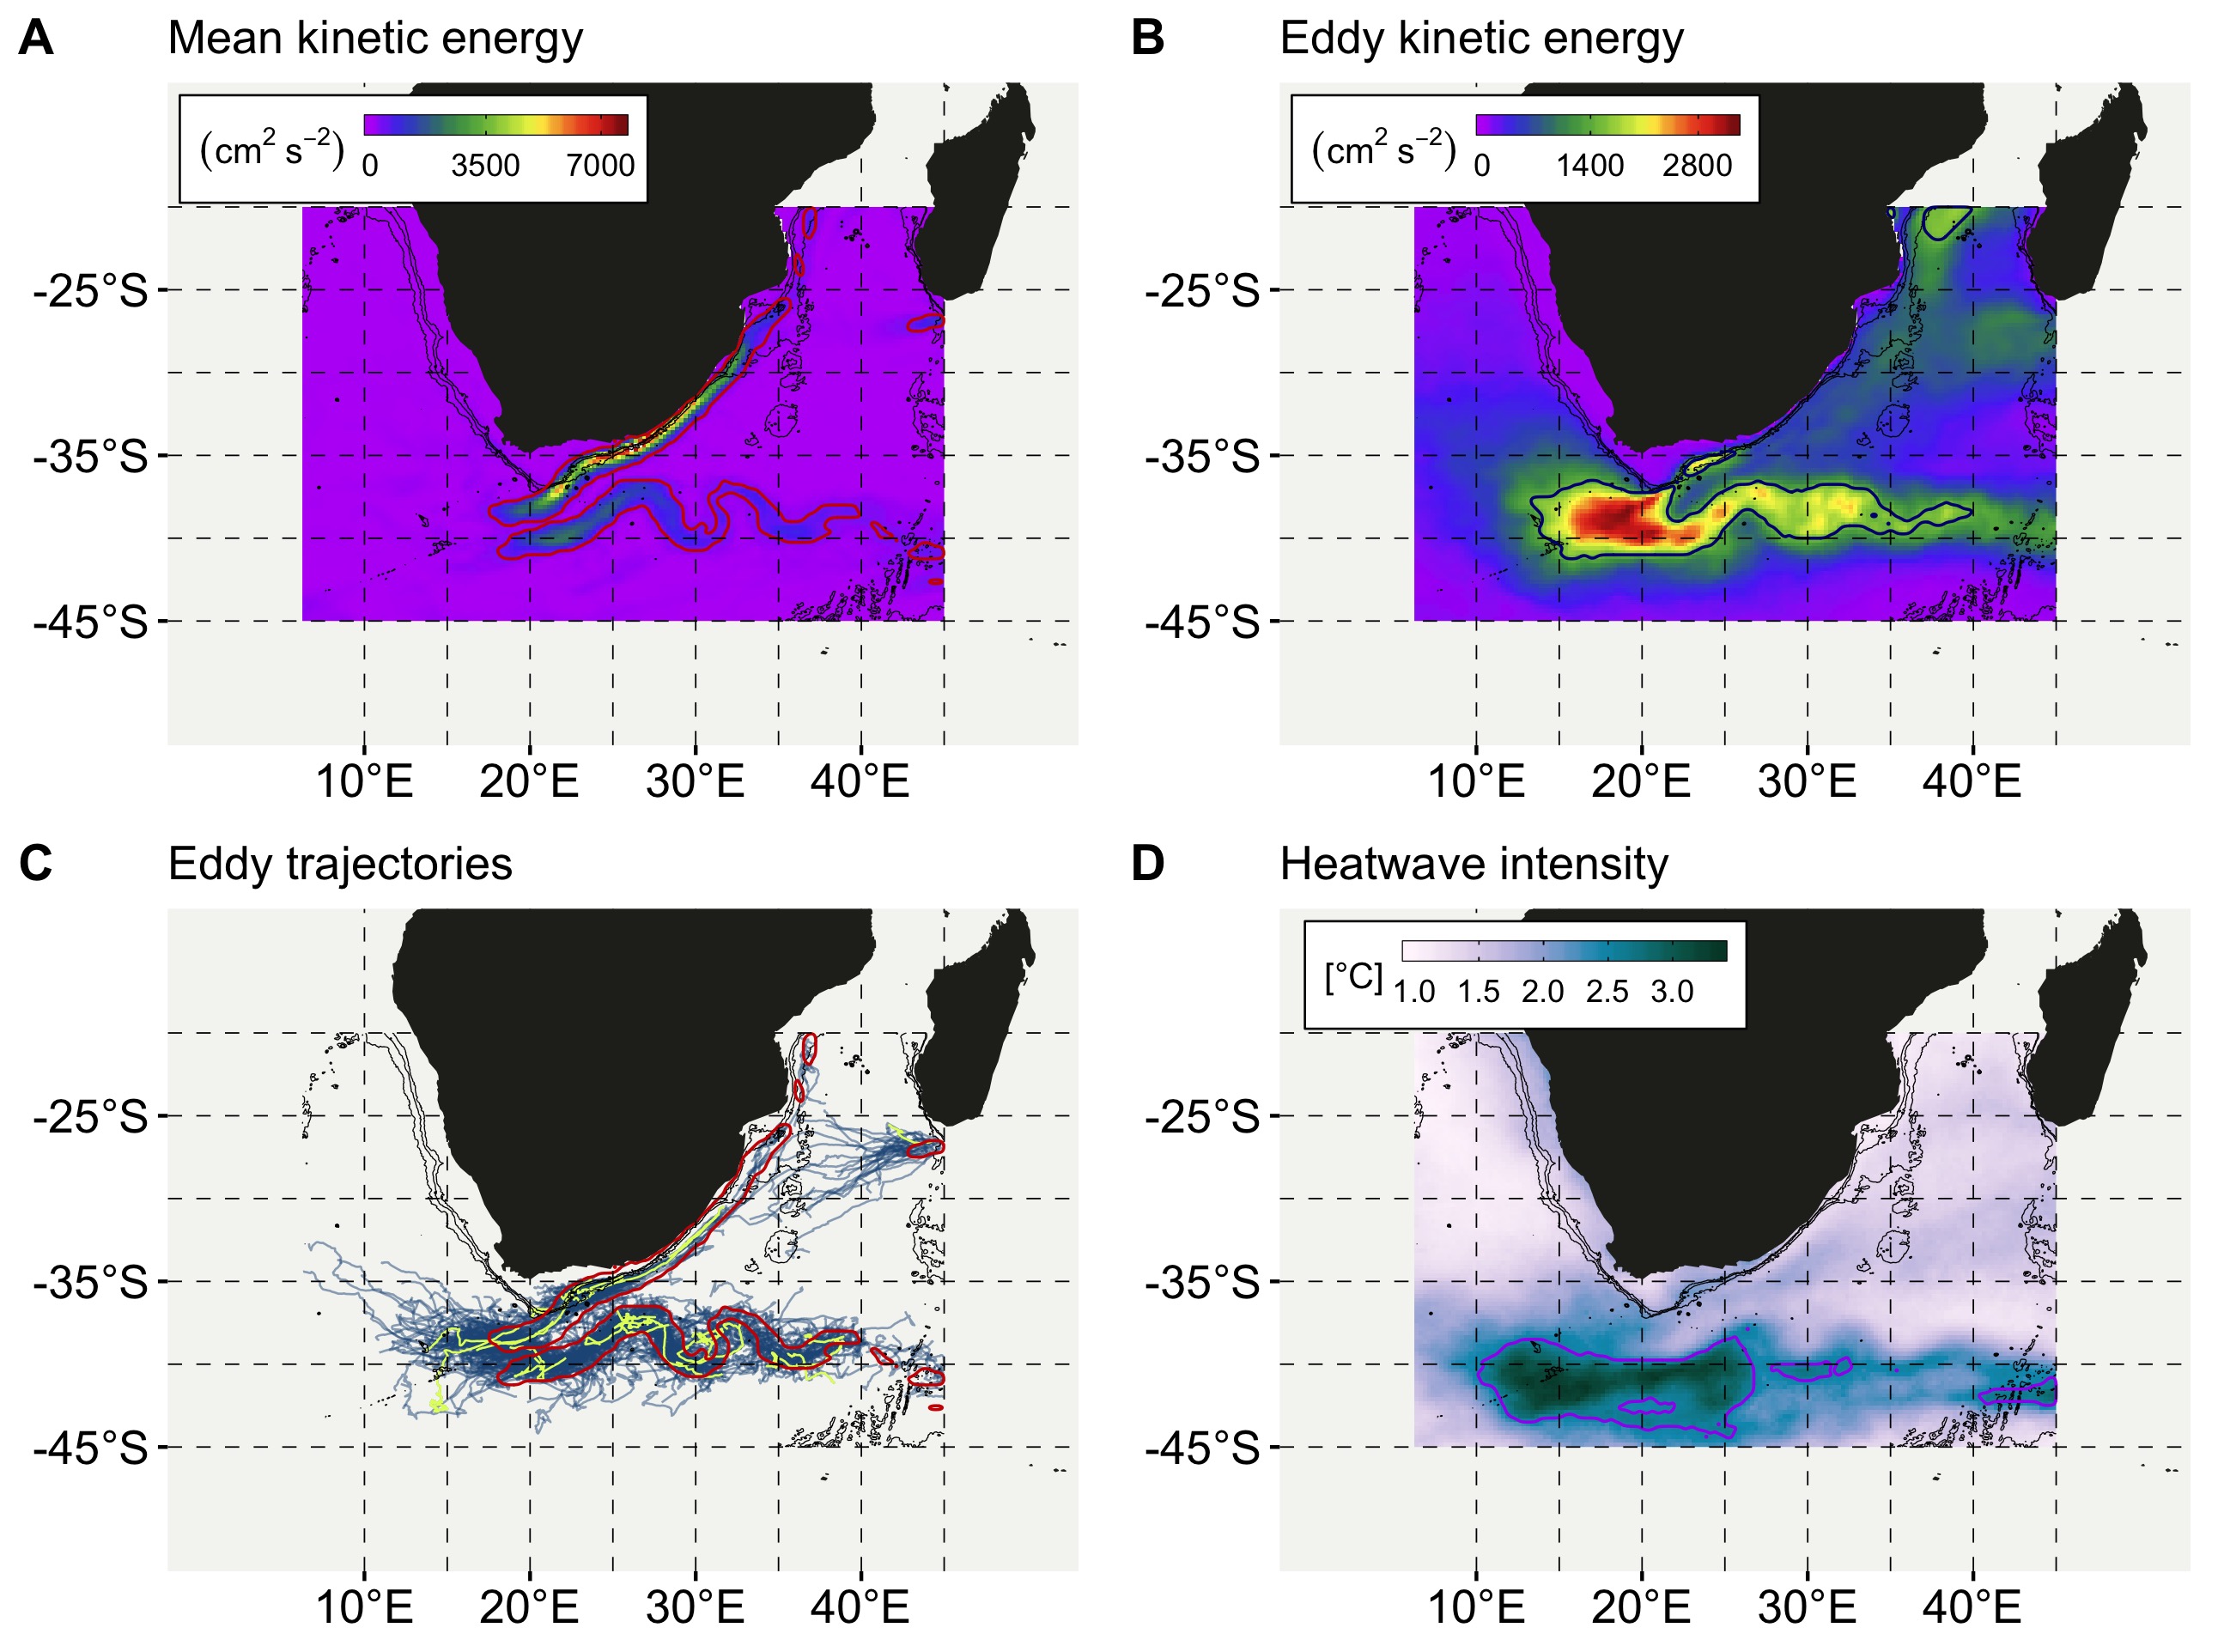 A Mean kinetic energy
(cm² s⁻²)
0 3500 7000
-25°S
-35°S
-45°S
10°E 20°E 30°E 40°E
B Eddy kinetic energy
(cm² s⁻²)
0 1400 2800
-25°S
-35°S
-45°S
10°E 20°E 30°E 40°E
C Eddy trajectories
-25°S
-35°S
-45°S
10°E 20°E 30°E 40°E
D Heatwave intensity
[°C] 1.0 1.5 2.0 2.5 3.0
-25°S
-35°S
-45°S
10°E 20°E 30°E 40°E